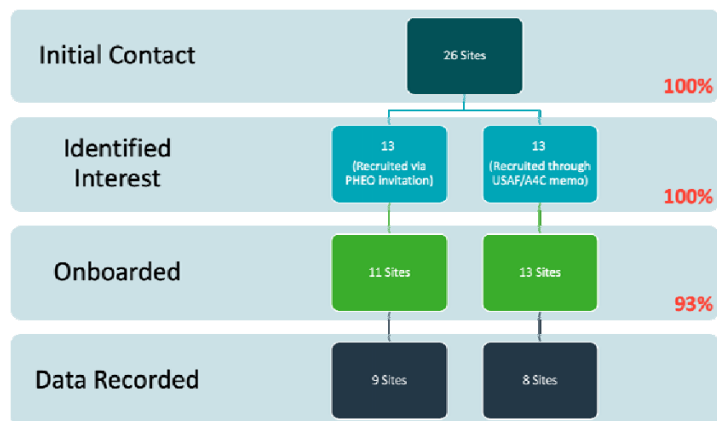 Initial Contact
26 Sites
100%
Identified
Interest
13
(Recruited via
PHEO invitation)
13
(Recruited through
USAF/A4C memo)
100%
Onboarded
11 Sites
13 Sites
93%
Data Recorded
9 Sites
8 Sites